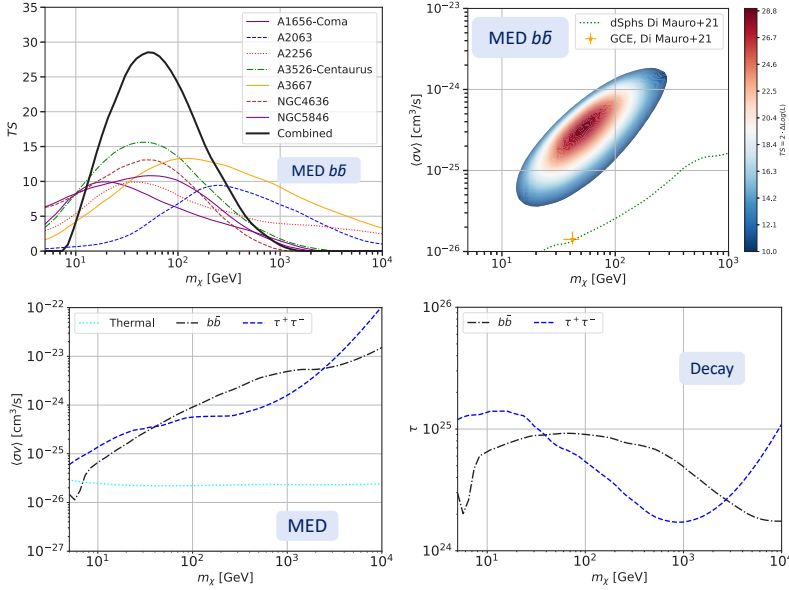 35
30
25
20
15
10
5
0
TS
10¹
10²
10³
10⁴
mχ [GeV]
A1656-Coma
A2063
A2256
A3526-Centaurus
A3667
NGC4636
NGC5846
Combined
MED bb̄
10⁻²³
10⁻²⁴
10⁻²⁵
10⁻²⁶
⟨σv⟩ [cm³/s]
10¹
10²
10³
mχ [GeV]
MED bb̄
dSphs Di Mauro+21
GCE, Di Mauro+21
28.8
26.7
24.6
22.5
20.4
18.4
16.3
14.2
12.1
10.0
TS = 2 · ΔLog(L)
10⁻²²
10⁻²³
10⁻²⁴
10⁻²⁵
10⁻²⁶
10⁻²⁷
⟨σv⟩ [cm³/s]
Thermal
bb̄
τ⁺τ⁻
MED
10¹
10²
10³
10⁴
mχ [GeV]
10²⁶
10²⁵
10²⁴
τ
bb̄
τ⁺τ⁻
Decay
10¹
10²
10³
10⁴
mχ [GeV]